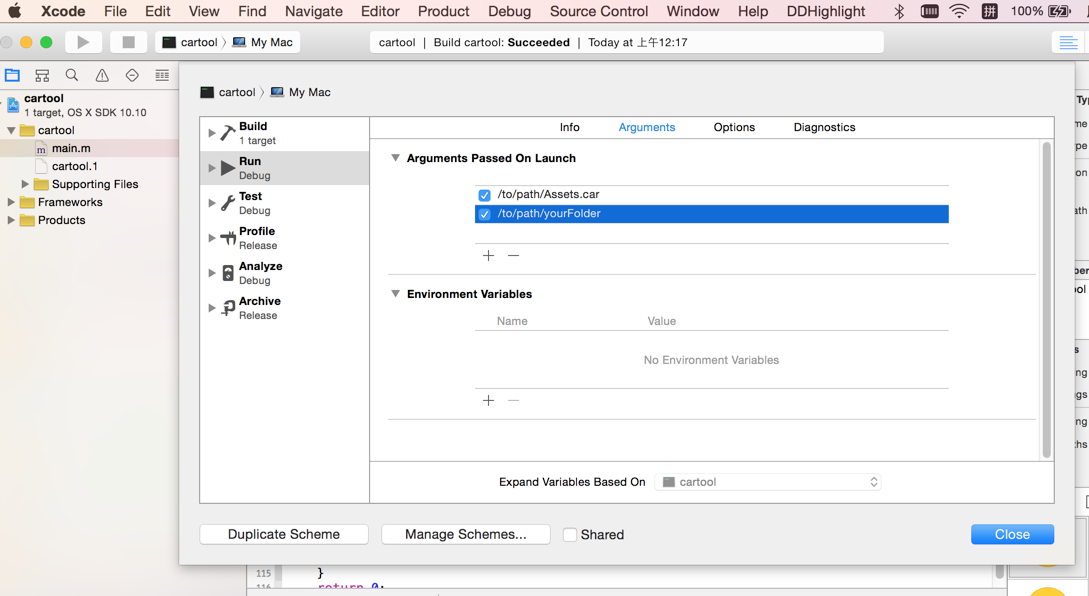 Xcode File Edit View Find Navigate Editor Product Debug Source Control Window Help DDHighlight 拼 100%
cartool 〉 My Mac
cartool | Build cartool: Succeeded | Today at 上午12:17
cartool
1 target, OS X SDK 10.10
cartool
m main.m
cartool.1
Supporting Files
Frameworks
Products
cartool 〉 My Mac
Build
1 target
Run
Debug
Test
Debug
Profile
Release
Analyze
Debug
Archive
Release
Info Arguments Options Diagnostics
Arguments Passed On Launch
/to/path/Assets.car
/to/path/yourFolder
Environment Variables
Name Value
No Environment Variables
Expand Variables Based On cartool
Duplicate Scheme Manage Schemes... Shared Close
115 }